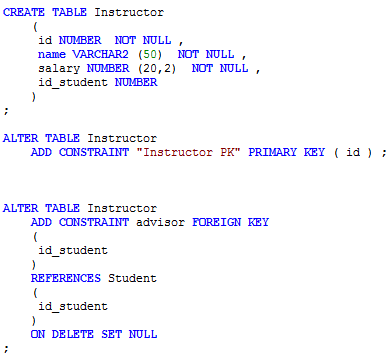 CREATE TABLE Instructor
(
id NUMBER NOT NULL ,
name VARCHAR2 (50) NOT NULL ,
salary NUMBER (20,2) NOT NULL ,
id_student NUMBER
)
;
ALTER TABLE Instructor
ADD CONSTRAINT "Instructor PK" PRIMARY KEY ( id ) ;
ALTER TABLE Instructor
ADD CONSTRAINT advisor FOREIGN KEY
(
id_student
)
REFERENCES Student
(
id_student
)
ON DELETE SET NULL
;